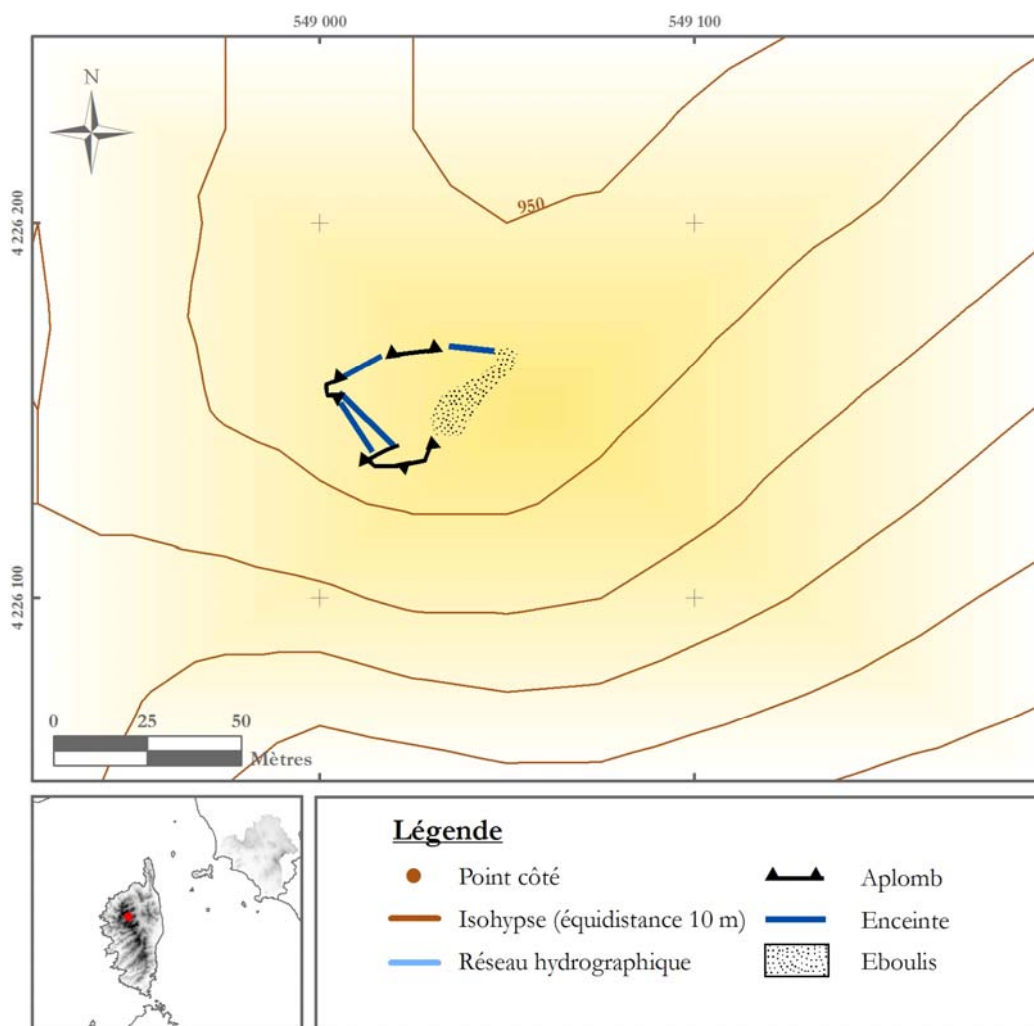 549 000
549 100
N
4 226 200
950
4 226 100
0 25 50
Mètres
Légende
Point côté
Isohypse (équidistance 10 m)
Réseau hydrographique
Aplomb
Enceinte
Eboulis